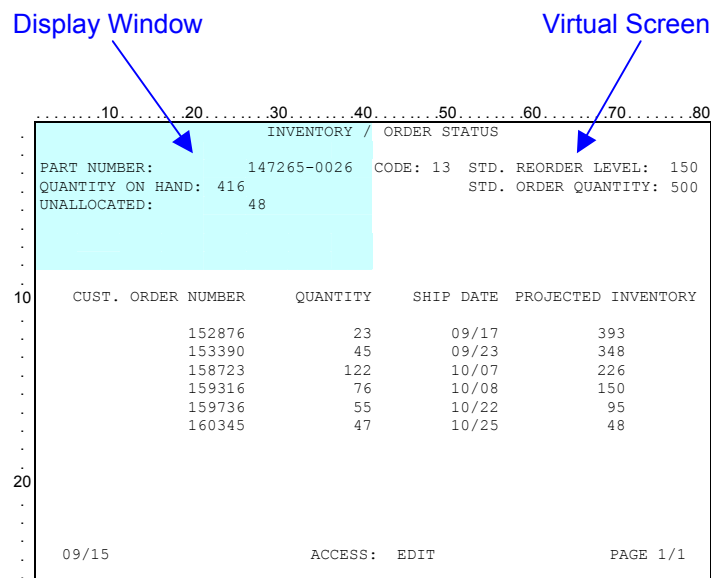 Display Window Virtual Screen
. . . . . . .10. . . . . . .20. . . . . .30. . . . . .40. . . . . .50. . . . . .60. . . . . .70. . . . . .80
INVENTORY / ORDER STATUS
PART NUMBER: 147265-0026 CODE: 13 STD. REORDER LEVEL: 150
QUANTITY ON HAND: 416 STD. ORDER QUANTITY: 500
UNALLOCATED: 48
10 CUST. ORDER NUMBER QUANTITY SHIP DATE PROJECTED INVENTORY
152876 23 09/17 393
153390 45 09/23 348
158723 122 10/07 226
159316 76 10/08 150
159736 55 10/22 95
160345 47 10/25 48
20
09/15 ACCESS: EDIT PAGE 1/1